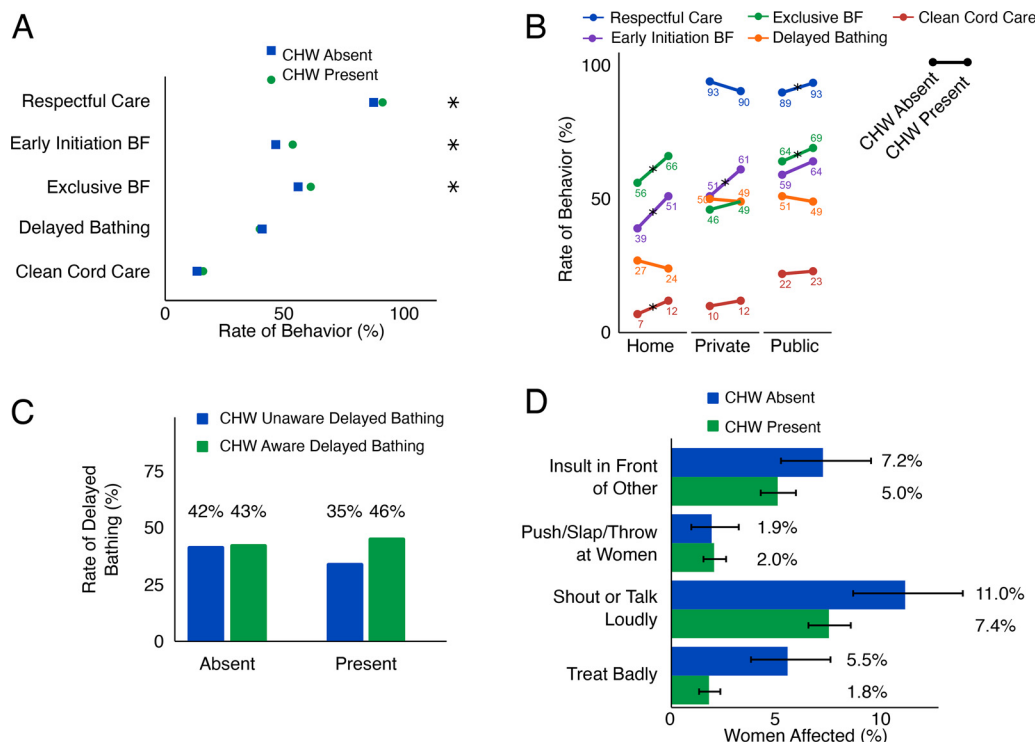 A
CHW Absent
CHW Present
Respectful Care
*
Early Initiation BF
*
Exclusive BF
*
Delayed Bathing
Clean Cord Care
0
50
100
Rate of Behavior (%)
B
Respectful Care
Exclusive BF
Clean Cord Care
Early Initiation BF
Delayed Bathing
Rate of Behavior (%)
100
50
0
56
66
39
51
27
24
7
12
93
90
51
61
50
49
46
49
10
12
89
93
64
69
59
64
51
49
22
23
Home
Private
Public
CHW Absent
CHW Present
C
CHW Unaware Delayed Bathing
CHW Aware Delayed Bathing
Rate of Delayed
Bathing (%)
75
50
25
0
42%
43%
35%
46%
Absent
Present
D
CHW Absent
CHW Present
Insult in Front
of Other
7.2%
5.0%
Push/Slap/Throw
at Women
1.9%
2.0%
Shout or Talk
Loudly
11.0%
7.4%
Treat Badly
5.5%
1.8%
0
5
10
Women Affected (%)